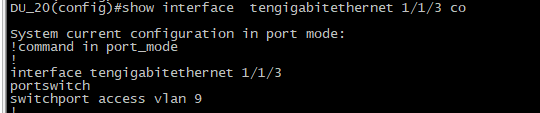 DU_20(config)#show interface  tengigabitethernet 1/1/3 co
System current configuration in port mode:
!command in port_mode
!
interface tengigabitethernet 1/1/3
portswitch
switchport access vlan 9
!